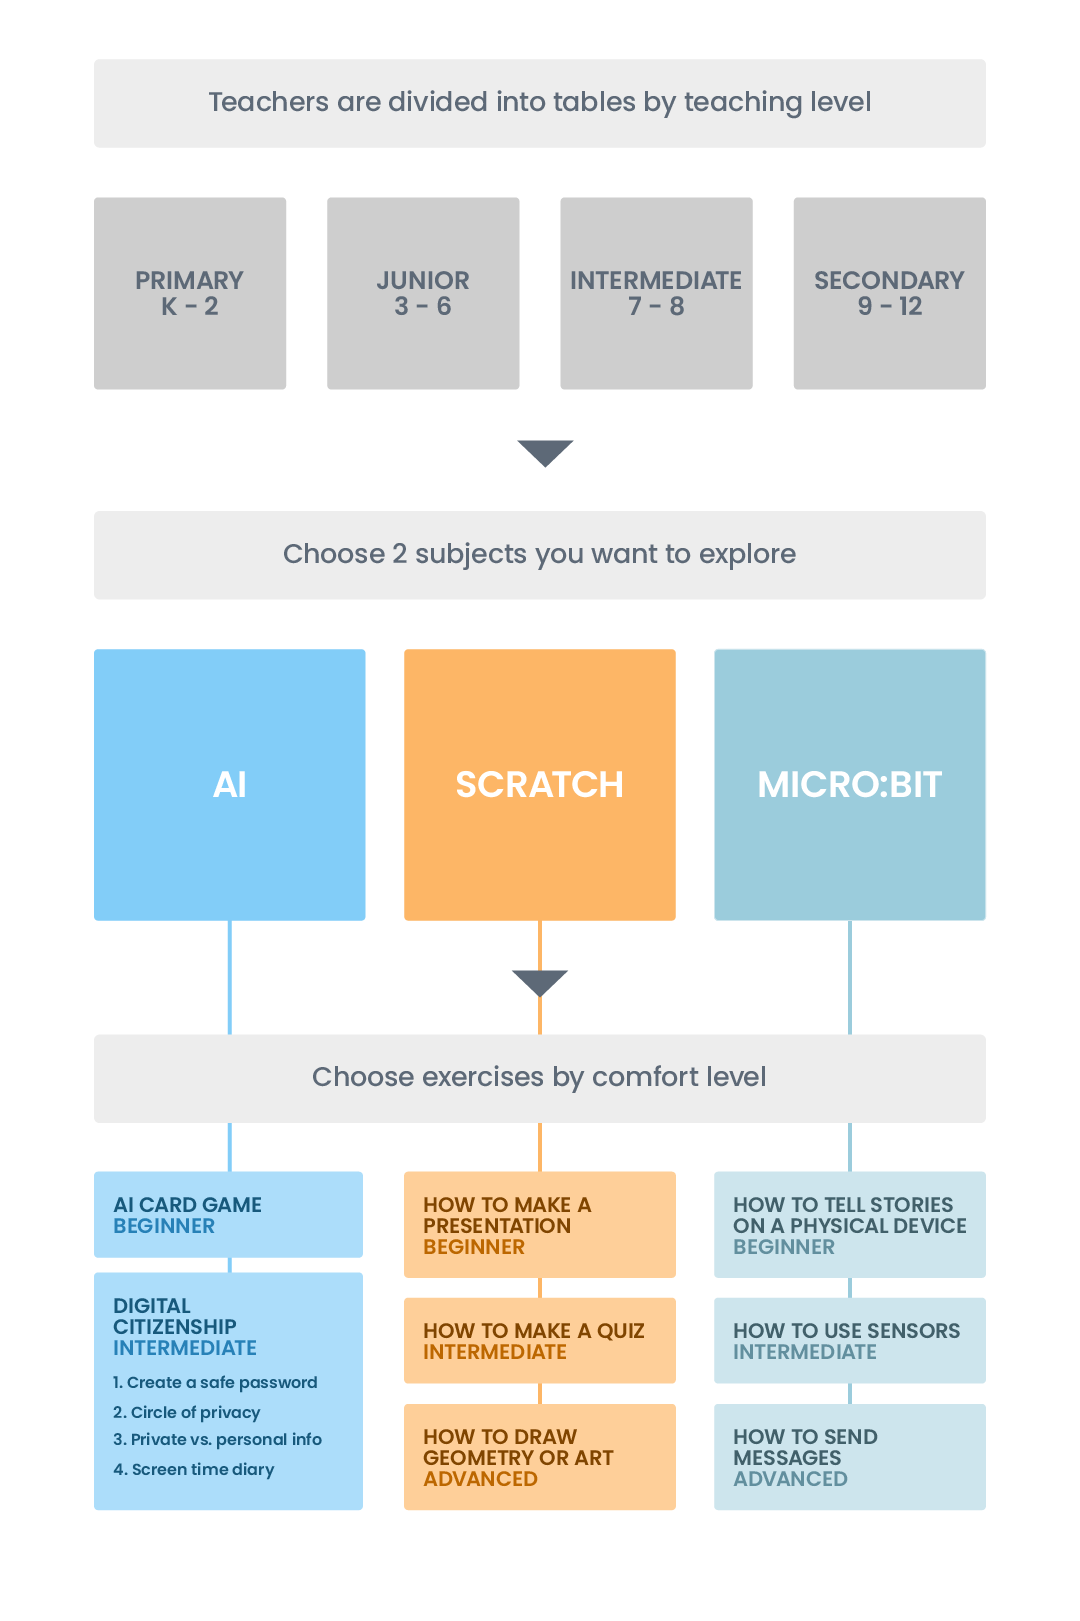 Teachers are divided into tables by teaching level
PRIMARY
K - 2
JUNIOR
3 - 6
INTERMEDIATE
7 - 8
SECONDARY
9 - 12
Choose 2 subjects you want to explore
AI
SCRATCH
MICRO:BIT
Choose exercises by comfort level
AI CARD GAME
BEGINNER
DIGITAL
CITIZENSHIP
INTERMEDIATE
1. Create a safe password
2. Circle of privacy
3. Private vs. personal info
4. Screen time diary
HOW TO MAKE A
PRESENTATION
BEGINNER
HOW TO MAKE A QUIZ
INTERMEDIATE
HOW TO DRAW
GEOMETRY OR ART
ADVANCED
HOW TO TELL STORIES
ON A PHYSICAL DEVICE
BEGINNER
HOW TO USE SENSORS
INTERMEDIATE
HOW TO SEND
MESSAGES
ADVANCED